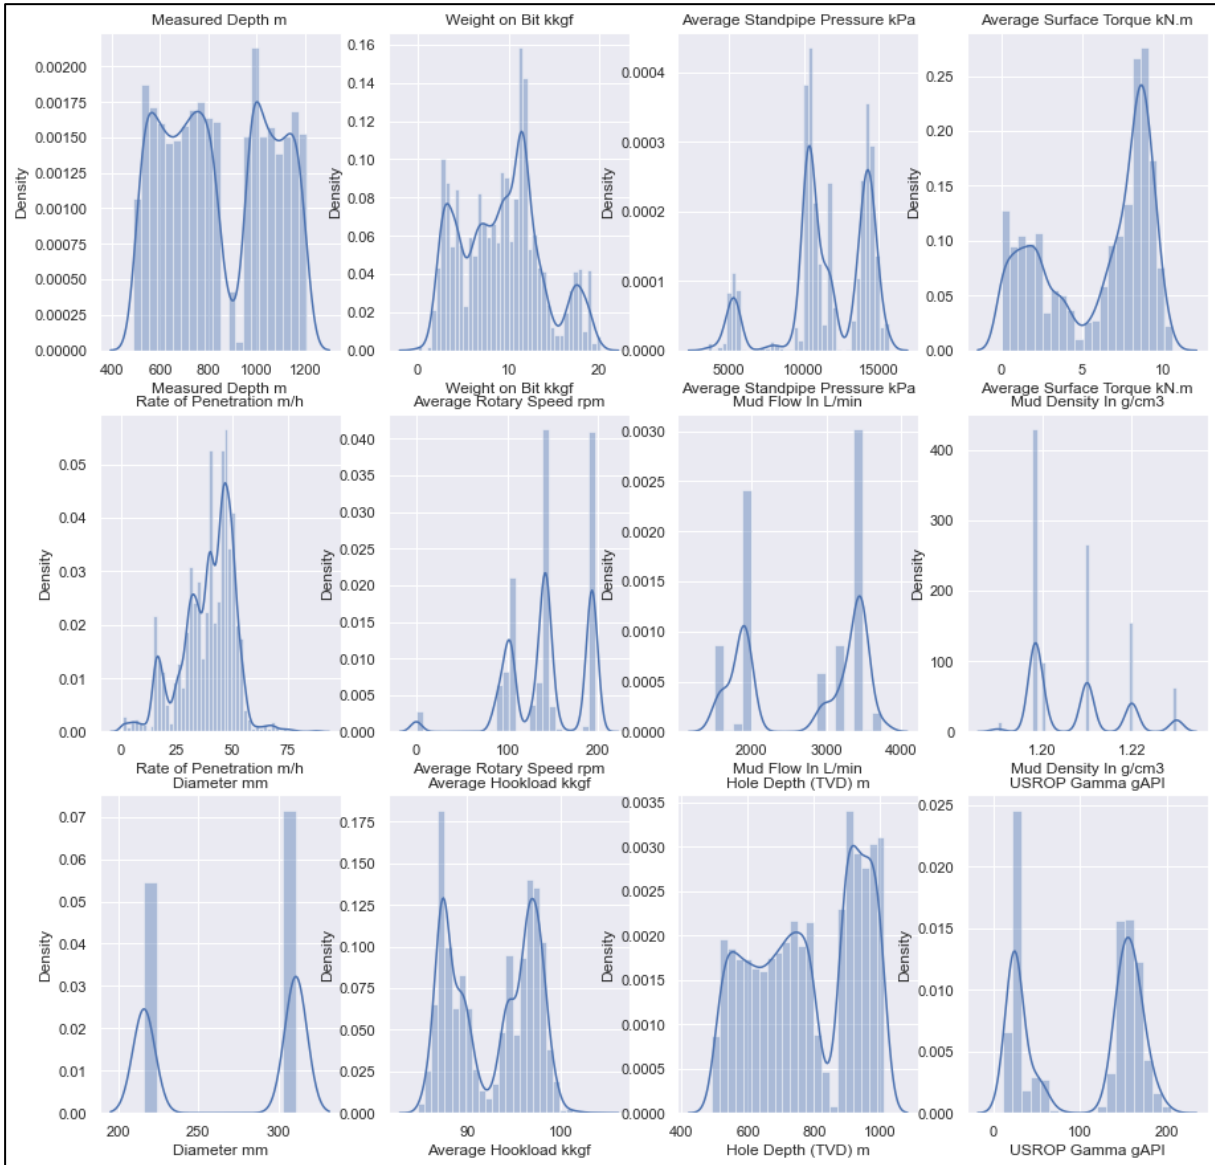 Measured Depth m
Weight on Bit kkgf
Average Standpipe Pressure kPa
Average Surface Torque kN.m
Density
0.00200
0.00175
0.00150
0.00125
0.00100
0.00075
0.00050
0.00025
0.00000
400 600 800 1000 1200
Measured Depth m
Density
0.16
0.14
0.12
0.10
0.08
0.06
0.04
0.02
0.00
0 10 20
Weight on Bit kkgf
Density
0.0004
0.0003
0.0002
0.0001
0.0000
5000 10000 15000
Average Standpipe Pressure kPa
Density
0.25
0.20
0.15
0.10
0.05
0.00
0 5 10
Average Surface Torque kN.m
Rate of Penetration m/h
Average Rotary Speed rpm
Mud Flow In L/min
Mud Density In g/cm3
Density
0.05
0.04
0.03
0.02
0.01
0.00
0 25 50 75
Rate of Penetration m/h
Density
0.040
0.035
0.030
0.025
0.020
0.015
0.010
0.005
0.000
0 100 200
Average Rotary Speed rpm
Density
0.0030
0.0025
0.0020
0.0015
0.0010
0.0005
0.0000
2000 3000 4000
Mud Flow In L/min
Density
400
300
200
100
0
1.20 1.22
Mud Density In g/cm3
Diameter mm
Average Hookload kkgf
Hole Depth (TVD) m
USROP Gamma gAPI
Density
0.07
0.06
0.05
0.04
0.03
0.02
0.01
0.00
200 250 300
Diameter mm
Density
0.175
0.150
0.125
0.100
0.075
0.050
0.025
0.000
90 100
Average Hookload kkgf
Density
0.0035
0.0030
0.0025
0.0020
0.0015
0.0010
0.0005
0.0000
400 600 800 1000
Hole Depth (TVD) m
Density
0.025
0.020
0.015
0.010
0.005
0.000
0 100 200
USROP Gamma gAPI